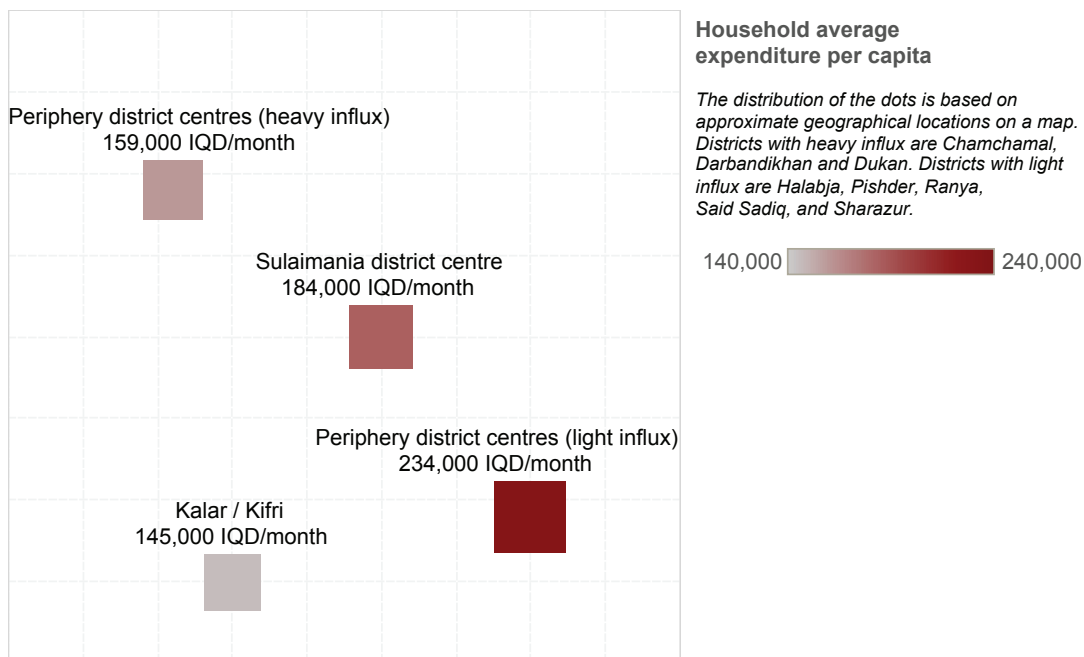 Household average
expenditure per capita
The distribution of the dots is based on
approximate geographical locations on a map.
Districts with heavy influx are Chamchamal,
Darbandikhan and Dukan. Districts with light
influx are Halabja, Pishder, Ranya,
Said Sadiq, and Sharazur.
140,000
240,000
Periphery district centres (heavy influx)
159,000 IQD/month
Sulaimania district centre
184,000 IQD/month
Periphery district centres (light influx)
234,000 IQD/month
Kalar / Kifri
145,000 IQD/month